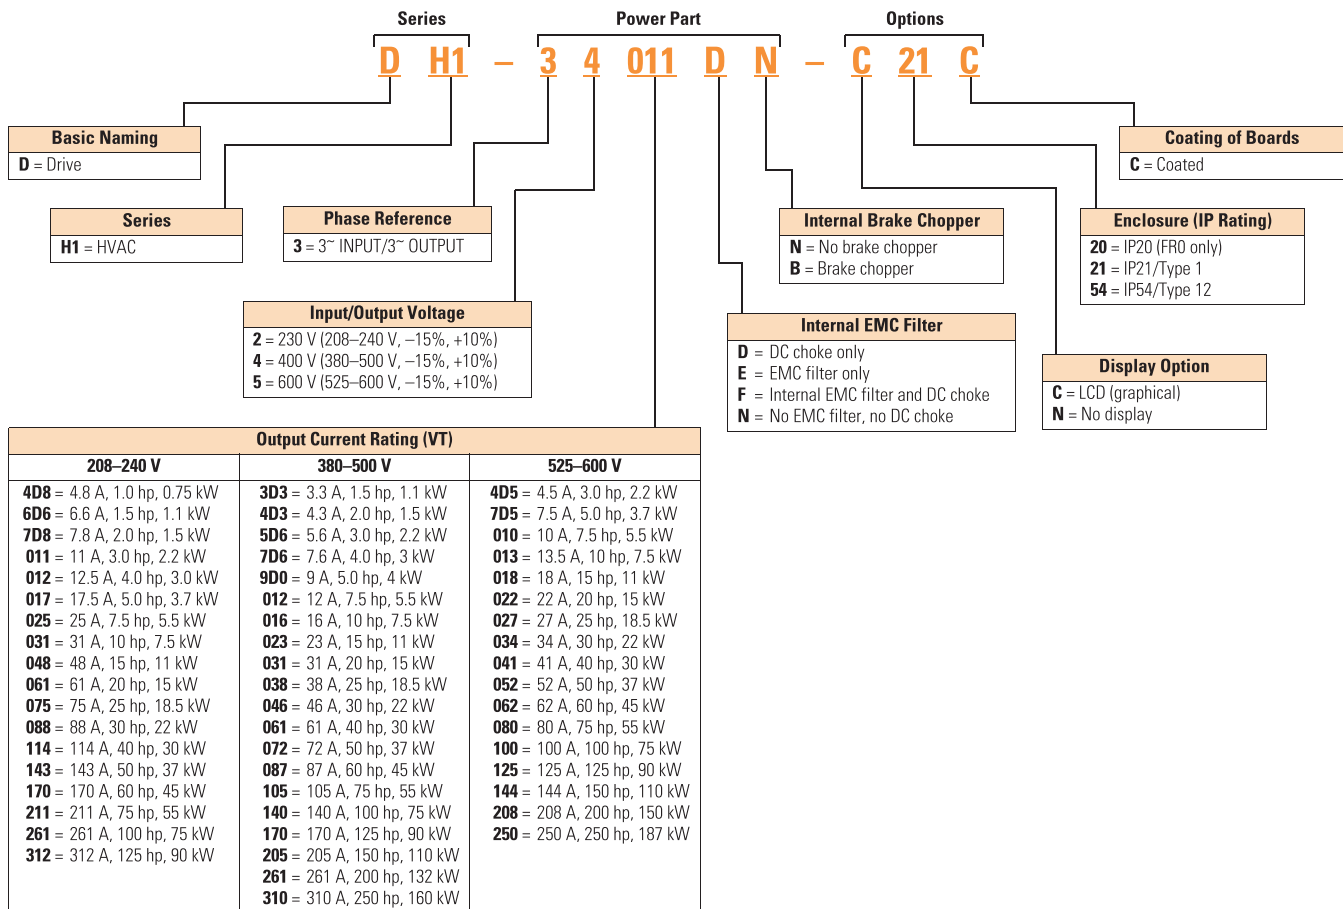 Series Power Part Options
D H1 – 3 4 011 D N – C 21 C
Basic Naming
D = Drive
Series
H1 = HVAC
Phase Reference
3 = 3~ INPUT/3~ OUTPUT
Input/Output Voltage
2 = 230 V (208–240 V, –15%, +10%)
4 = 400 V (380–500 V, –15%, +10%)
5 = 600 V (525–600 V, –15%, +10%)
Internal Brake Chopper
N = No brake chopper
B = Brake chopper
Internal EMC Filter
D = DC choke only
E = EMC filter only
F = Internal EMC filter and DC choke
N = No EMC filter, no DC choke
Coating of Boards
C = Coated
Enclosure (IP Rating)
20 = IP20 (FR0 only)
21 = IP21/Type 1
54 = IP54/Type 12
Display Option
C = LCD (graphical)
N = No display
Output Current Rating (VT)
208–240 V
4D8 = 4.8 A, 1.0 hp, 0.75 kW
6D6 = 6.6 A, 1.5 hp, 1.1 kW
7D8 = 7.8 A, 2.0 hp, 1.5 kW
011 = 11 A, 3.0 hp, 2.2 kW
012 = 12.5 A, 4.0 hp, 3.0 kW
017 = 17.5 A, 5.0 hp, 3.7 kW
025 = 25 A, 7.5 hp, 5.5 kW
031 = 31 A, 10 hp, 7.5 kW
048 = 48 A, 15 hp, 11 kW
061 = 61 A, 20 hp, 15 kW
075 = 75 A, 25 hp, 18.5 kW
088 = 88 A, 30 hp, 22 kW
114 = 114 A, 40 hp, 30 kW
143 = 143 A, 50 hp, 37 kW
170 = 170 A, 60 hp, 45 kW
211 = 211 A, 75 hp, 55 kW
261 = 261 A, 100 hp, 75 kW
312 = 312 A, 125 hp, 90 kW
380–500 V
3D3 = 3.3 A, 1.5 hp, 1.1 kW
4D3 = 4.3 A, 2.0 hp, 1.5 kW
5D6 = 5.6 A, 3.0 hp, 2.2 kW
7D6 = 7.6 A, 4.0 hp, 3 kW
9D0 = 9 A, 5.0 hp, 4 kW
012 = 12 A, 7.5 hp, 5.5 kW
016 = 16 A, 10 hp, 7.5 kW
023 = 23 A, 15 hp, 11 kW
031 = 31 A, 20 hp, 15 kW
038 = 38 A, 25 hp, 18.5 kW
046 = 46 A, 30 hp, 22 kW
061 = 61 A, 40 hp, 30 kW
072 = 72 A, 50 hp, 37 kW
087 = 87 A, 60 hp, 45 kW
105 = 105 A, 75 hp, 55 kW
140 = 140 A, 100 hp, 75 kW
170 = 170 A, 125 hp, 90 kW
205 = 205 A, 150 hp, 110 kW
261 = 261 A, 200 hp, 132 kW
310 = 310 A, 250 hp, 160 kW
525–600 V
4D5 = 4.5 A, 3.0 hp, 2.2 kW
7D5 = 7.5 A, 5.0 hp, 3.7 kW
010 = 10 A, 7.5 hp, 5.5 kW
013 = 13.5 A, 10 hp, 7.5 kW
018 = 18 A, 15 hp, 11 kW
022 = 22 A, 20 hp, 15 kW
027 = 27 A, 25 hp, 18.5 kW
034 = 34 A, 30 hp, 22 kW
041 = 41 A, 40 hp, 30 kW
052 = 52 A, 50 hp, 37 kW
062 = 62 A, 60 hp, 45 kW
080 = 80 A, 75 hp, 55 kW
100 = 100 A, 100 hp, 75 kW
125 = 125 A, 125 hp, 90 kW
144 = 144 A, 150 hp, 110 kW
208 = 208 A, 200 hp, 150 kW
250 = 250 A, 250 hp, 187 kW